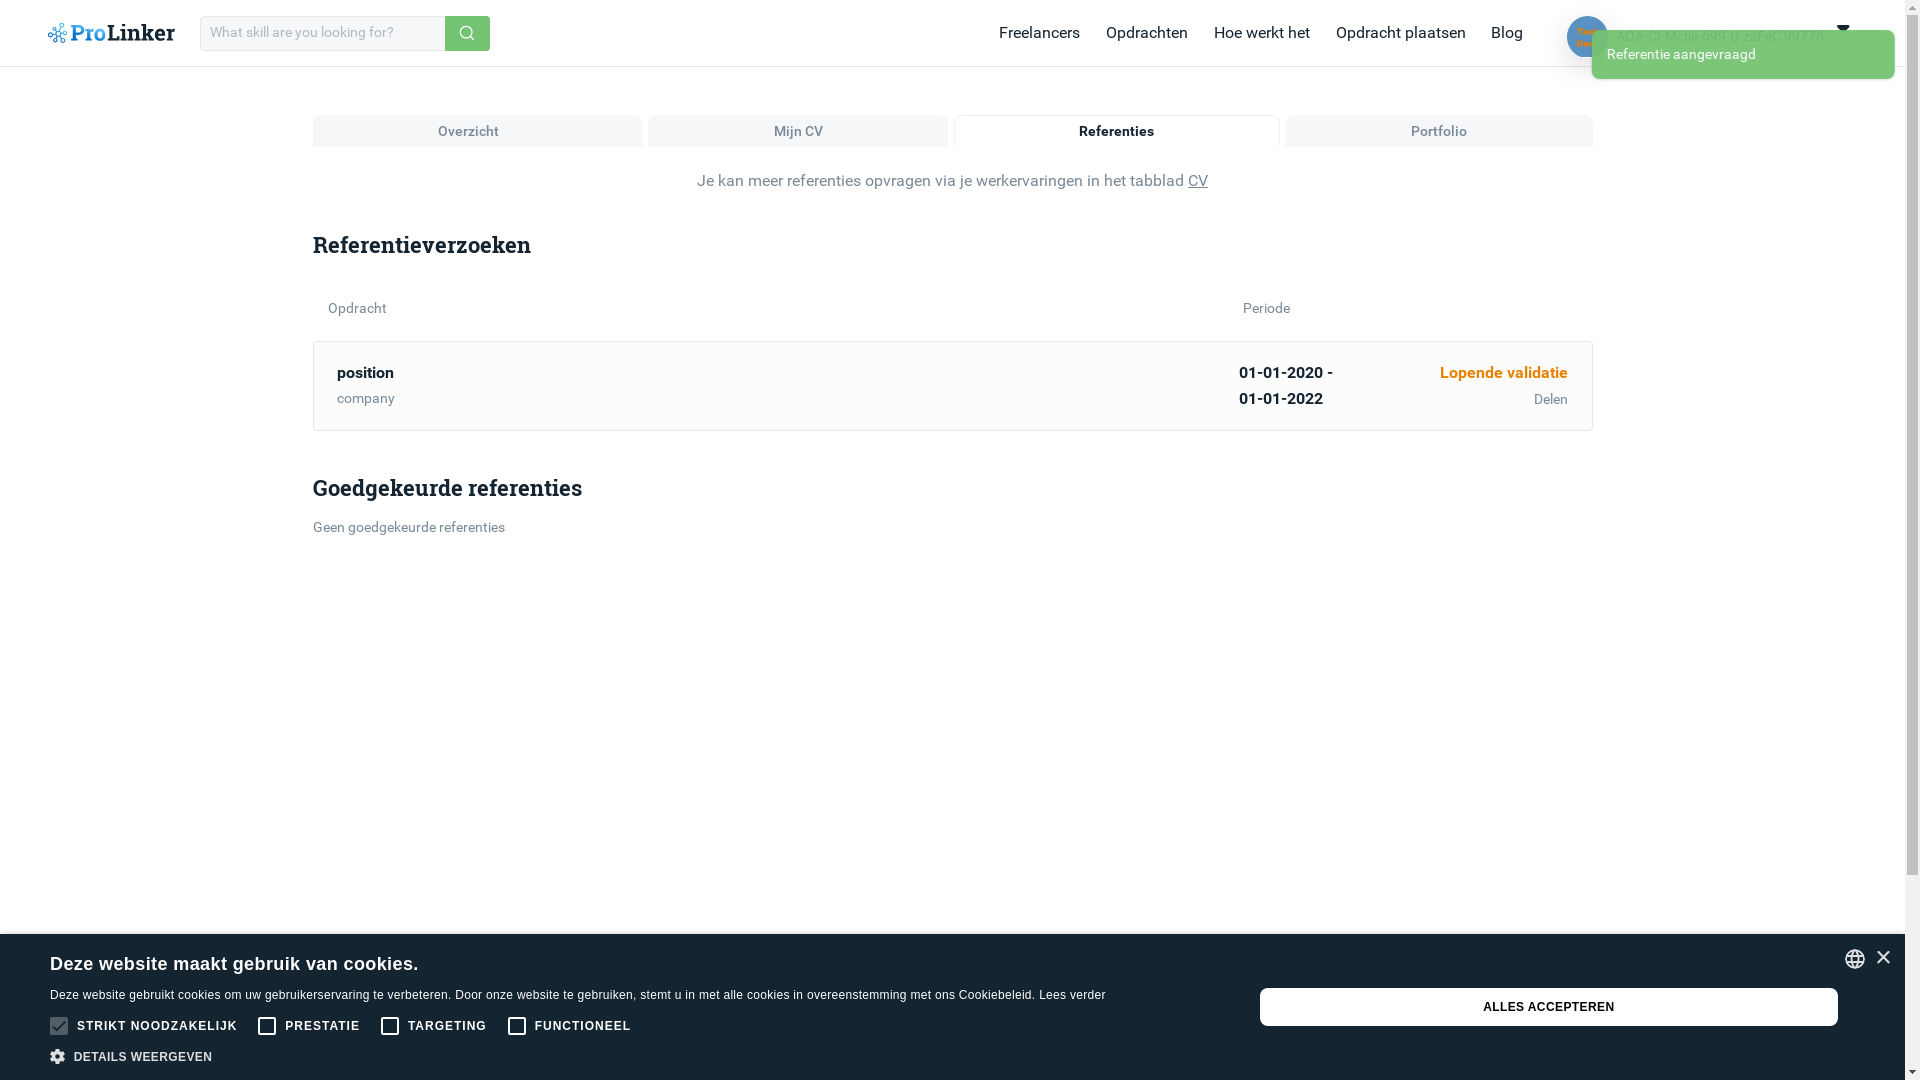 ProLinker
What skill are you looking for?
Freelancers
Opdrachten
Hoe werkt het
Opdracht plaatsen
Blog
Referentie aangevraagd
Overzicht
Mijn CV
Referenties
Portfolio
Je kan meer referenties opvragen via je werkervaringen in het tabblad CV
Referentieverzoeken
Opdracht
Periode
position
company
01-01-2020 -
01-01-2022
Lopende validatie
Delen
Goedgekeurde referenties
Geen goedgekeurde referenties
Deze website maakt gebruik van cookies.
Deze website gebruikt cookies om uw gebruikerservaring te verbeteren. Door onze website te gebruiken, stemt u in met alle cookies in overeenstemming met ons Cookiebeleid. Lees verder
STRIKT NOODZAKELIJK
PRESTATIE
TARGETING
FUNCTIONEEL
DETAILS WEERGEVEN
ALLES ACCEPTEREN